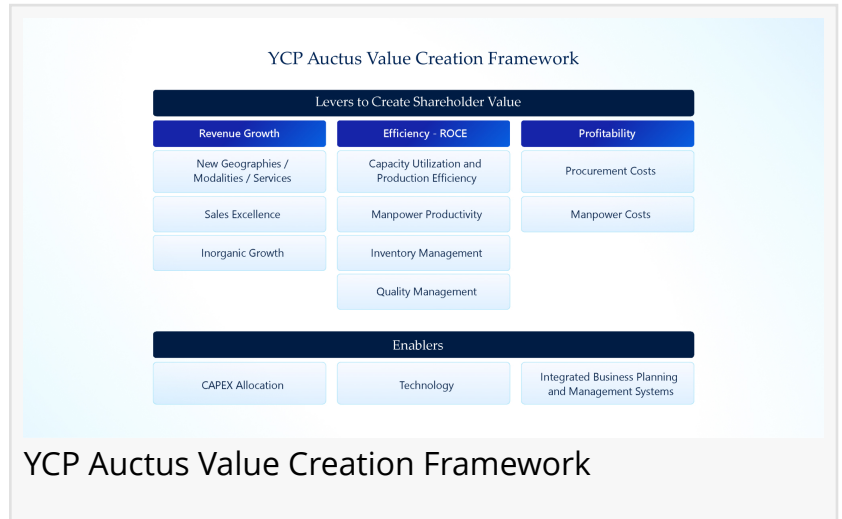 YCP Auctus Value Creation Framework
Levers to Create Shareholder Value
Revenue Growth
Efficiency - ROCE
Profitability
New Geographies /
Modalities / Services
Capacity Utilization and
Production Efficiency
Procurement Costs
Sales Excellence
Manpower Productivity
Manpower Costs
Inorganic Growth
Inventory Management
Quality Management
Enablers
CAPEX Allocation
Technology
Integrated Business Planning
and Management Systems
YCP Auctus Value Creation Framework